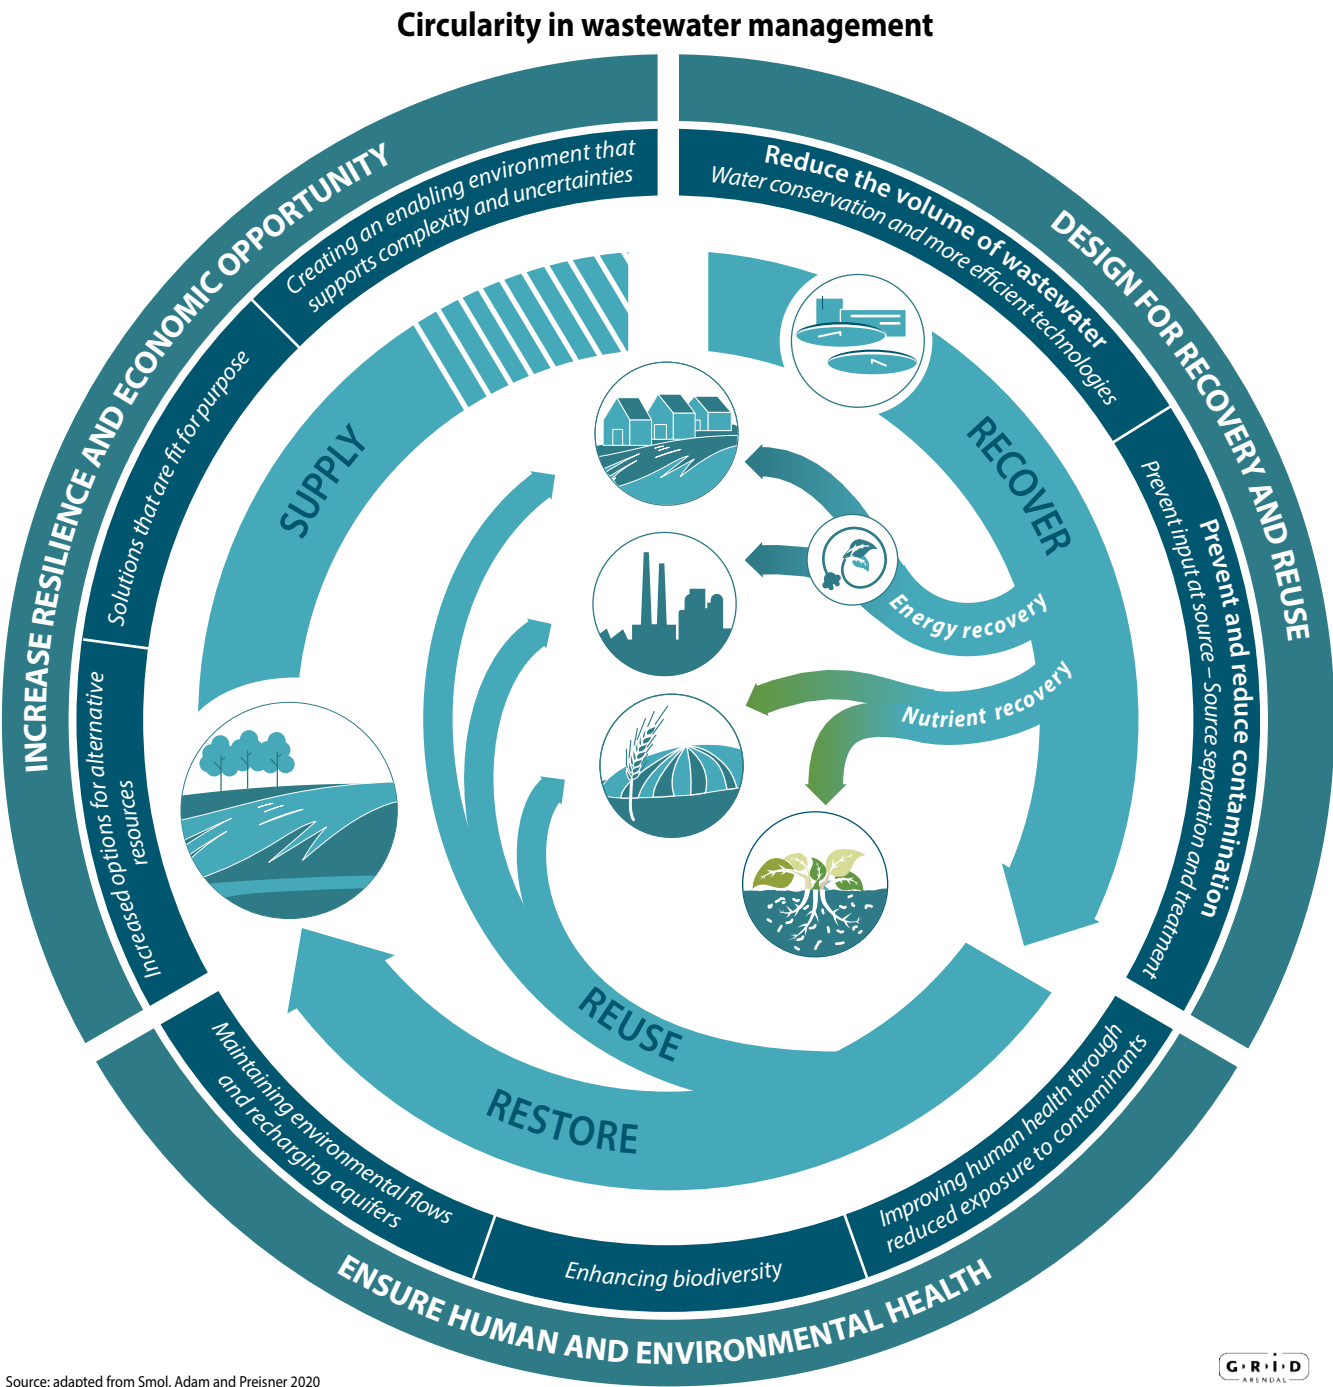 Circularity in wastewater management
INCREASE RESILIENCE AND ECONOMIC OPPORTUNITY
Creating an enabling environment that
supports complexity and uncertainties
Solutions that are fit for purpose
Increased options for alternative
resources
DESIGN FOR RECOVERY AND REUSE
Reduce the volume of wastewater
Water conservation and more efficient technologies
Prevent and reduce contamination
Prevent input at source – Source separation and treatment
ENSURE HUMAN AND ENVIRONMENTAL HEALTH
Improving human health through
reduced exposure to contaminants
Enhancing biodiversity
Maintaining environmental flows
and recharging aquifers
SUPPLY
RECOVER
Energy recovery
Nutrient recovery
REUSE
RESTORE
Source: adapted from Smol, Adam and Preisner 2020
G·R·I·D
ARENDAL